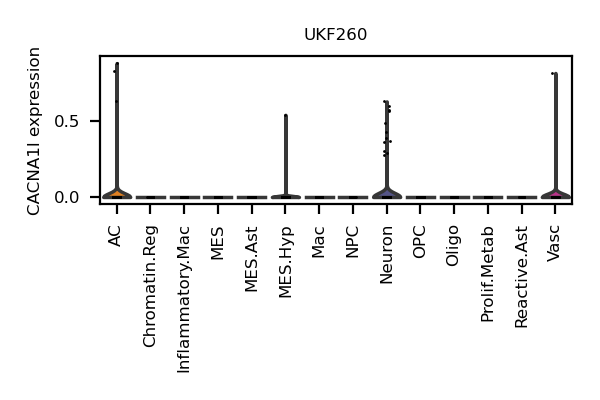 UKF260
CACNA1I expression
0.5
0.0
AC
Chromatin.Reg
Inflammatory.Mac
MES
MES.Ast
MES.Hyp
Mac
NPC
Neuron
OPC
Oligo
Prolif.Metab
Reactive.Ast
Vasc